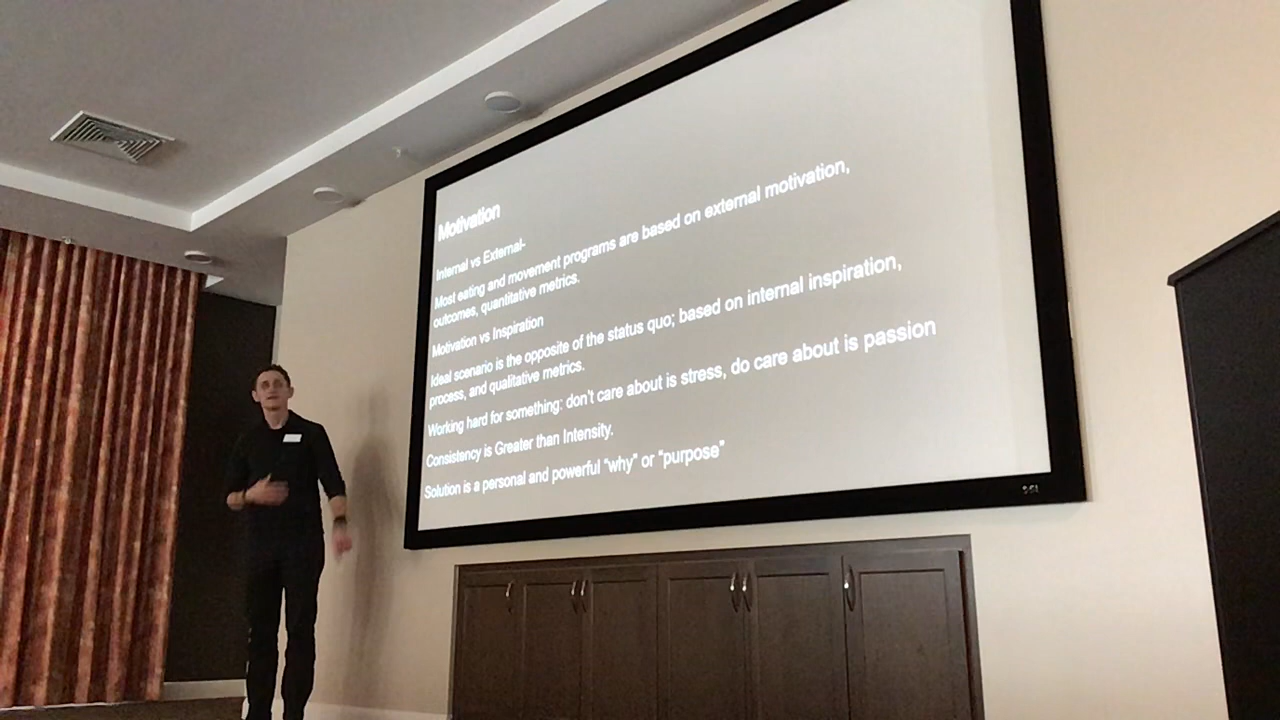 Motivation
Internal vs External-
Most eating and movement programs are based on external motivation,
outcomes, quantitative metrics.
Motivation vs Inspiration
Ideal scenario is the opposite of the status quo; based on internal inspiration,
process, and qualitative metrics.
Working hard for something: don't care about is stress, do care about is passion
Consistency is Greater than Intensity.
Solution is a personal and powerful “why” or “purpose”